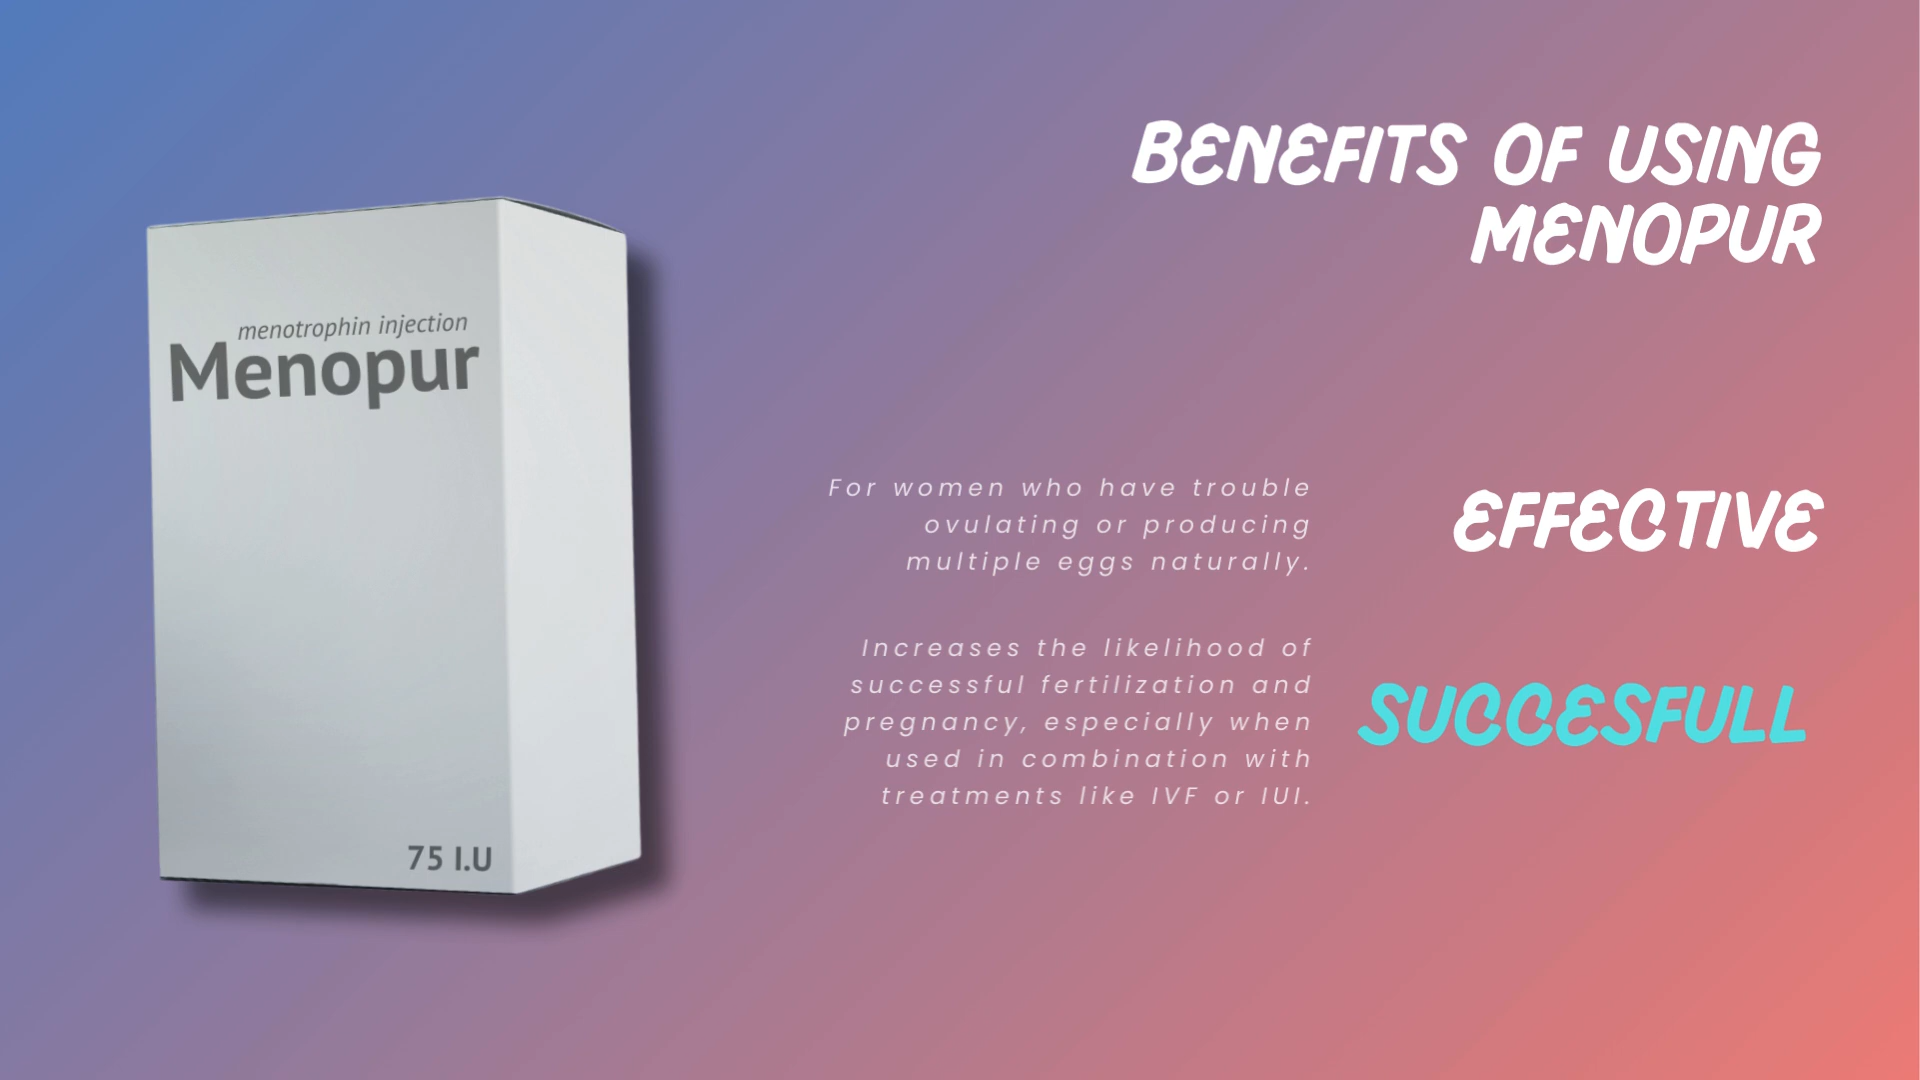 BENEFITS OF USING
MENOPUR
menotrophin injection
Menopur
75 I.U
For women who have trouble
ovulating or producing
multiple eggs naturally.
EFFECTIVE
Increases the likelihood of
successful fertilization and
pregnancy, especially when
used in combination with
treatments like IVF or IUI.
SUCCESFULL